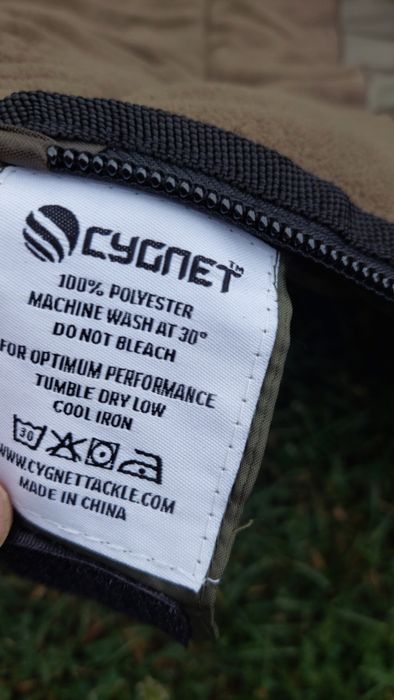 CYGNET™
100% POLYESTER
MACHINE WASH AT 30°
DO NOT BLEACH
FOR OPTIMUM PERFORMANCE
TUMBLE DRY LOW
COOL IRON
30
WWW.CYGNETTACKLE.COM
MADE IN CHINA